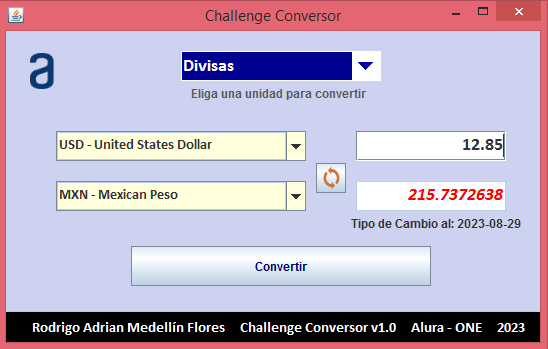 Challenge Conversor
a
Divisas
Eliga una unidad para convertir
USD - United States Dollar
12.85
MXN - Mexican Peso
215.7372638
Tipo de Cambio al: 2023-08-29
Convertir
Rodrigo Adrian Medellín Flores Challenge Conversor v1.0 Alura - ONE 2023